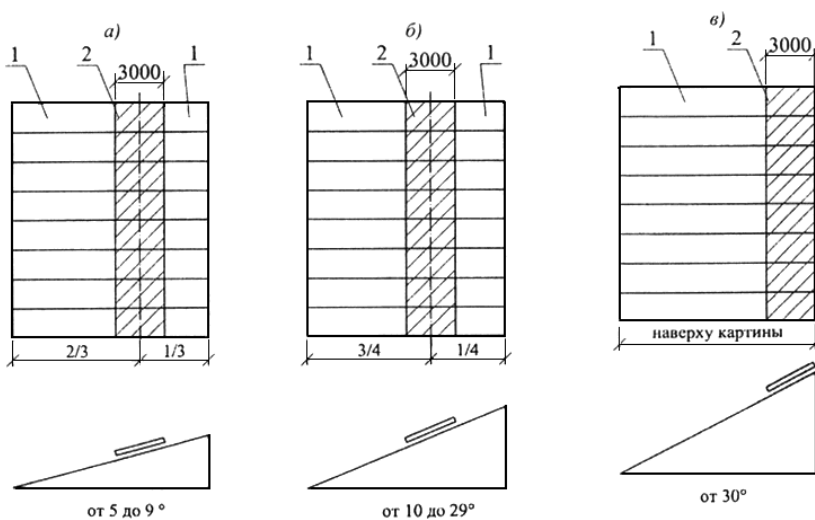 а)
1
2
3000
1
2/3
1/3
от 5 до 9 °
б)
1
2
3000
1
3/4
1/4
от 10 до 29°
в)
1
2
3000
наверху картины
от 30°